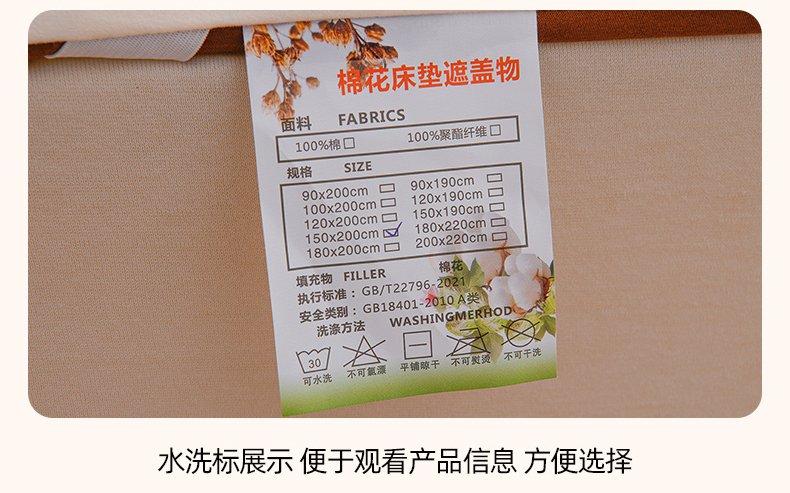 棉花床垫遮盖物
面料 FABRICS
100%棉 100%聚酯纤维
规格 SIZE
90x200cm 90x190cm
100x200cm 120x190cm
120x200cm 150x190cm
150x200cm 180x220cm
180x200cm 200x220cm
填充物 FILLER 棉花
执行标准：GB/T22796-2021
安全类别：GB18401-2010 A类
洗涤方法 WASHINGMERHOD
30
可水洗 不可氯漂 平铺晾干 不可熨烫 不可干洗
水洗标展示 便于观看产品信息 方便选择